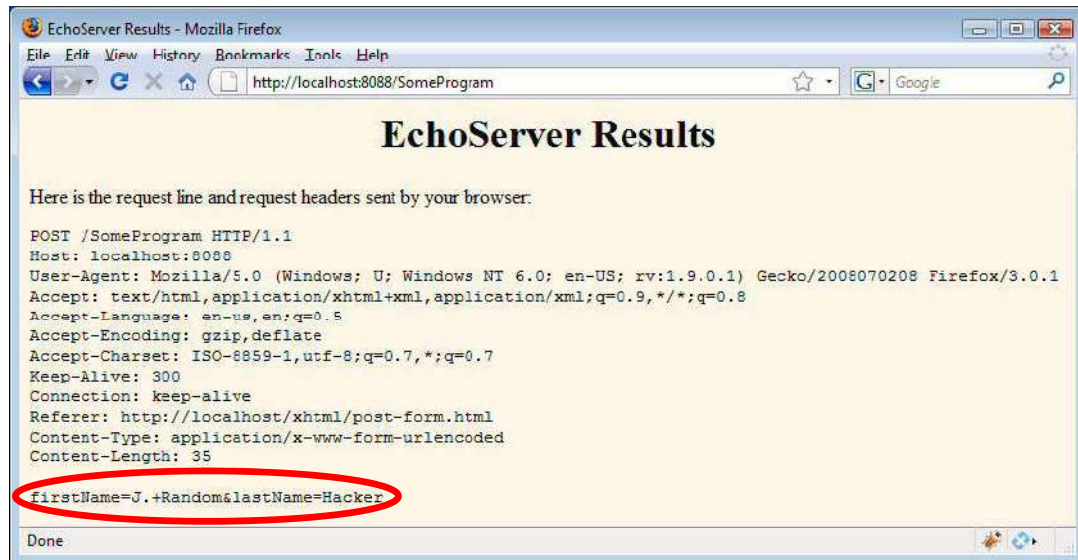 EchoServer Results - Mozilla Firefox
File Edit View History Bookmarks Tools Help
http://localhost:8088/SomeProgram
G Google
EchoServer Results
Here is the request line and request headers sent by your browser:
POST /SomeProgram HTTP/1.1
Host: localhost:8088
User-Agent: Mozilla/5.0 (Windows; U; Windows NT 6.0; en-US; rv:1.9.0.1) Gecko/2008070208 Firefox/3.0.1
Accept: text/html,application/xhtml+xml,application/xml;q=0.9,*/*;q=0.8
Accept-Language: en-us,en;q=0.5
Accept-Encoding: gzip,deflate
Accept-Charset: ISO-8859-1,utf-8;q=0.7,*;q=0.7
Keep-Alive: 300
Connection: keep-alive
Referer: http://localhost/xhtml/post-form.html
Content-Type: application/x-www-form-urlencoded
Content-Length: 35
firstName=J.+Random&lastName=Hacker
Done